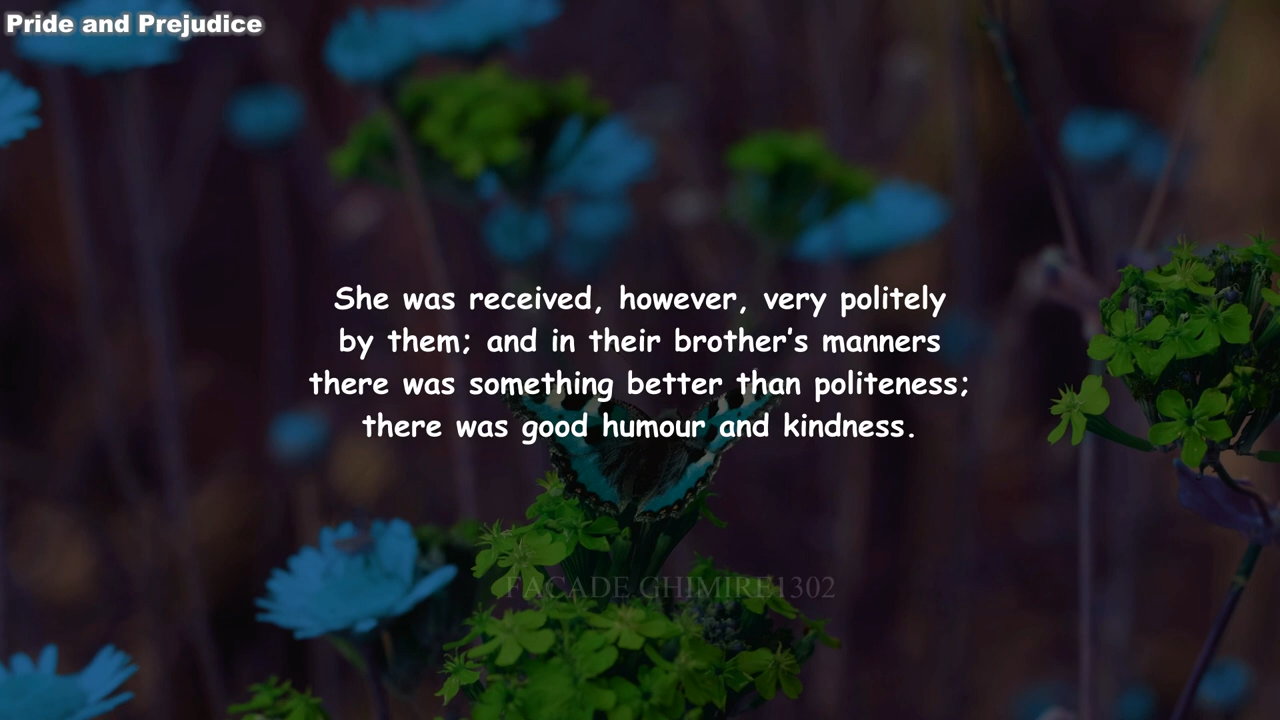 Pride and Prejudice
She was received, however, very politely
by them; and in their brother's manners
there was something better than politeness;
there was good humour and kindness.
FACADE GHIMIRE1302